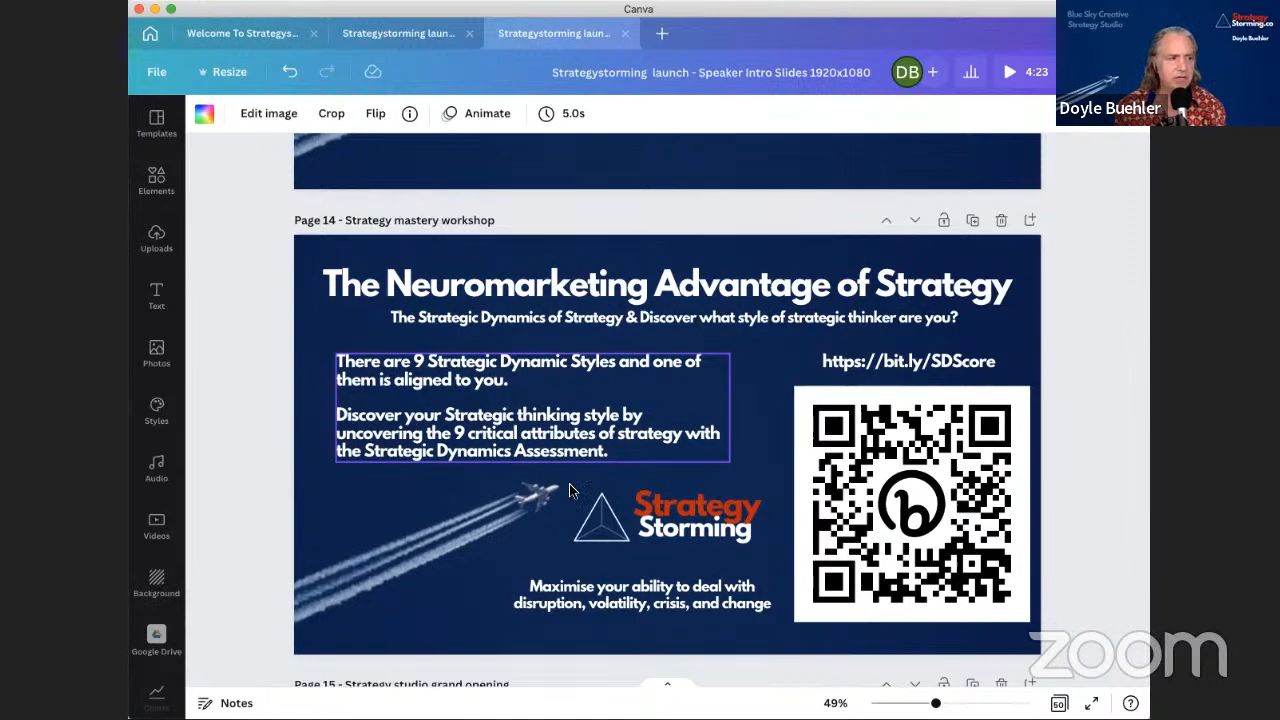 Canva
Welcome To Strategys...
Strategystorming laun...
Strategystorming laun...
File
Resize
Strategystorming launch - Speaker Intro Slides 1920x1080
DB
4:23
Blue Sky Creative
Strategy Studio
Strategy
Storming.co
Doyle Buehler
Doyle Buehler
Edit image
Crop
Flip
Animate
5.0s
Templates
Elements
Uploads
Text
Photos
Styles
Audio
Videos
Background
Google Drive
Charts
Page 14 - Strategy mastery workshop
The Neuromarketing Advantage of Strategy
The Strategic Dynamics of Strategy & Discover what style of strategic thinker are you?
There are 9 Strategic Dynamic Styles and one of
them is aligned to you.
Discover your Strategic thinking style by
uncovering the 9 critical attributes of strategy with
the Strategic Dynamics Assessment.
https://bit.ly/SDScore
b
Strategy
Storming
Maximise your ability to deal with
disruption, volatility, crisis, and change
Page 15 - Strategy studio grand opening
zoom
Notes
49%
50